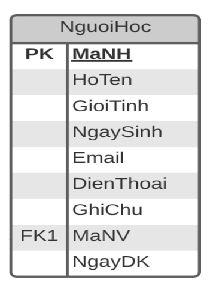 NguoiHoc
PK MaNH
HoTen
GioiTinh
NgaySinh
Email
DienThoai
GhiChu
FK1 MaNV
NgayDK